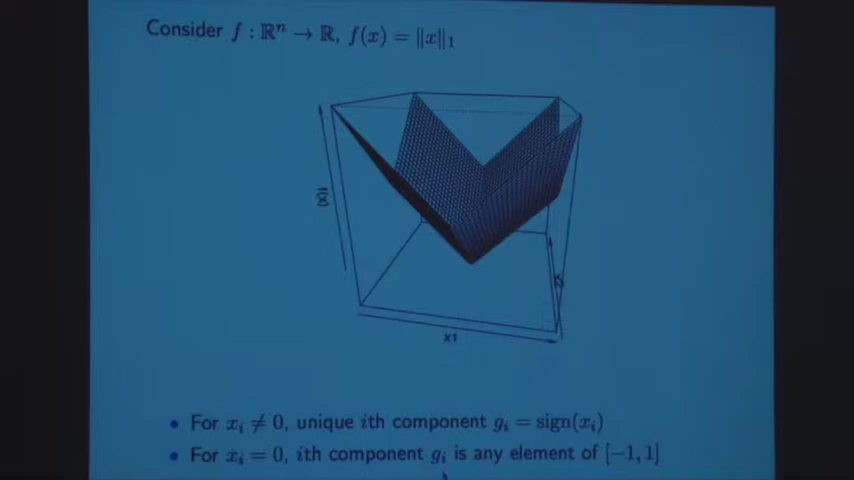 Consider f : ℝⁿ → ℝ, f(x) = ‖x‖₁
f(x)
x2
x1
• For xᵢ ≠ 0, unique ith component gᵢ = sign(xᵢ)
• For xᵢ = 0, ith component gᵢ is any element of [−1, 1]